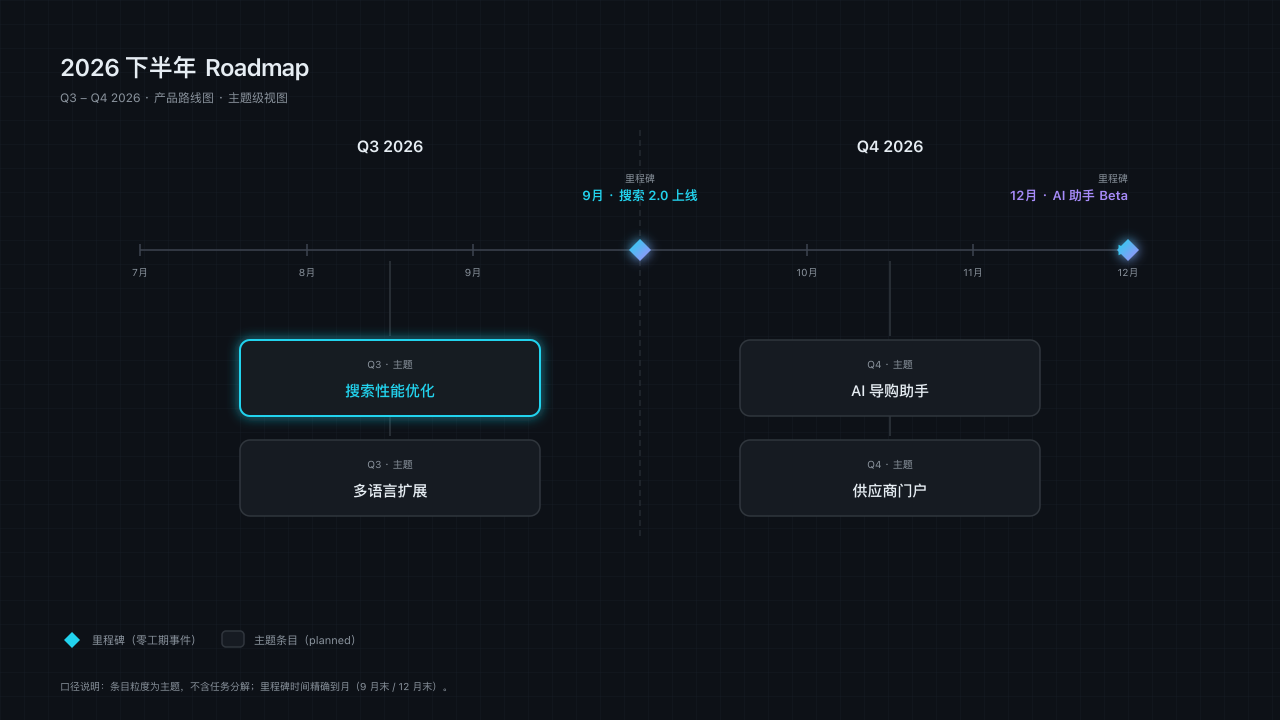 2026 下半年 Roadmap
Q3 – Q4 2026 · 产品路线图 · 主题级视图
Q3 2026
Q4 2026
里程碑
9月 · 搜索 2.0 上线
里程碑
12月 · AI 助手 Beta
7月
8月
9月
10月
11月
12月
Q3 · 主题
搜索性能优化
Q4 · 主题
AI 导购助手
Q3 · 主题
多语言扩展
Q4 · 主题
供应商门户
里程碑（零工期事件）
主题条目（planned）
口径说明：条目粒度为主题，不含任务分解；里程碑时间精确到月（9 月末 / 12 月末）。